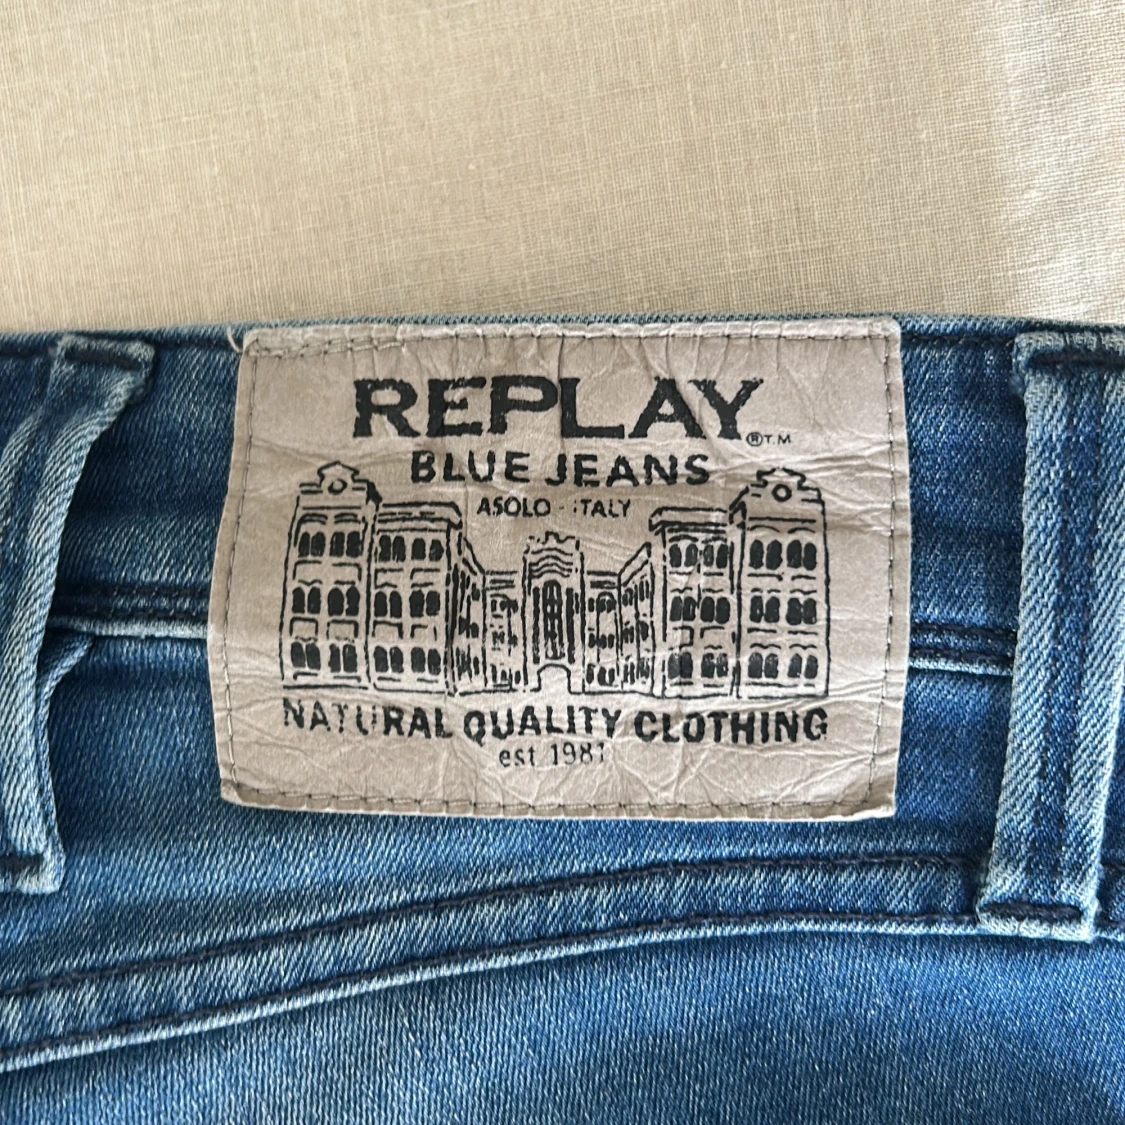 REPLAY®T.M
BLUE JEANS
ASOLO - ITALY
NATURAL QUALITY CLOTHING
est 1981